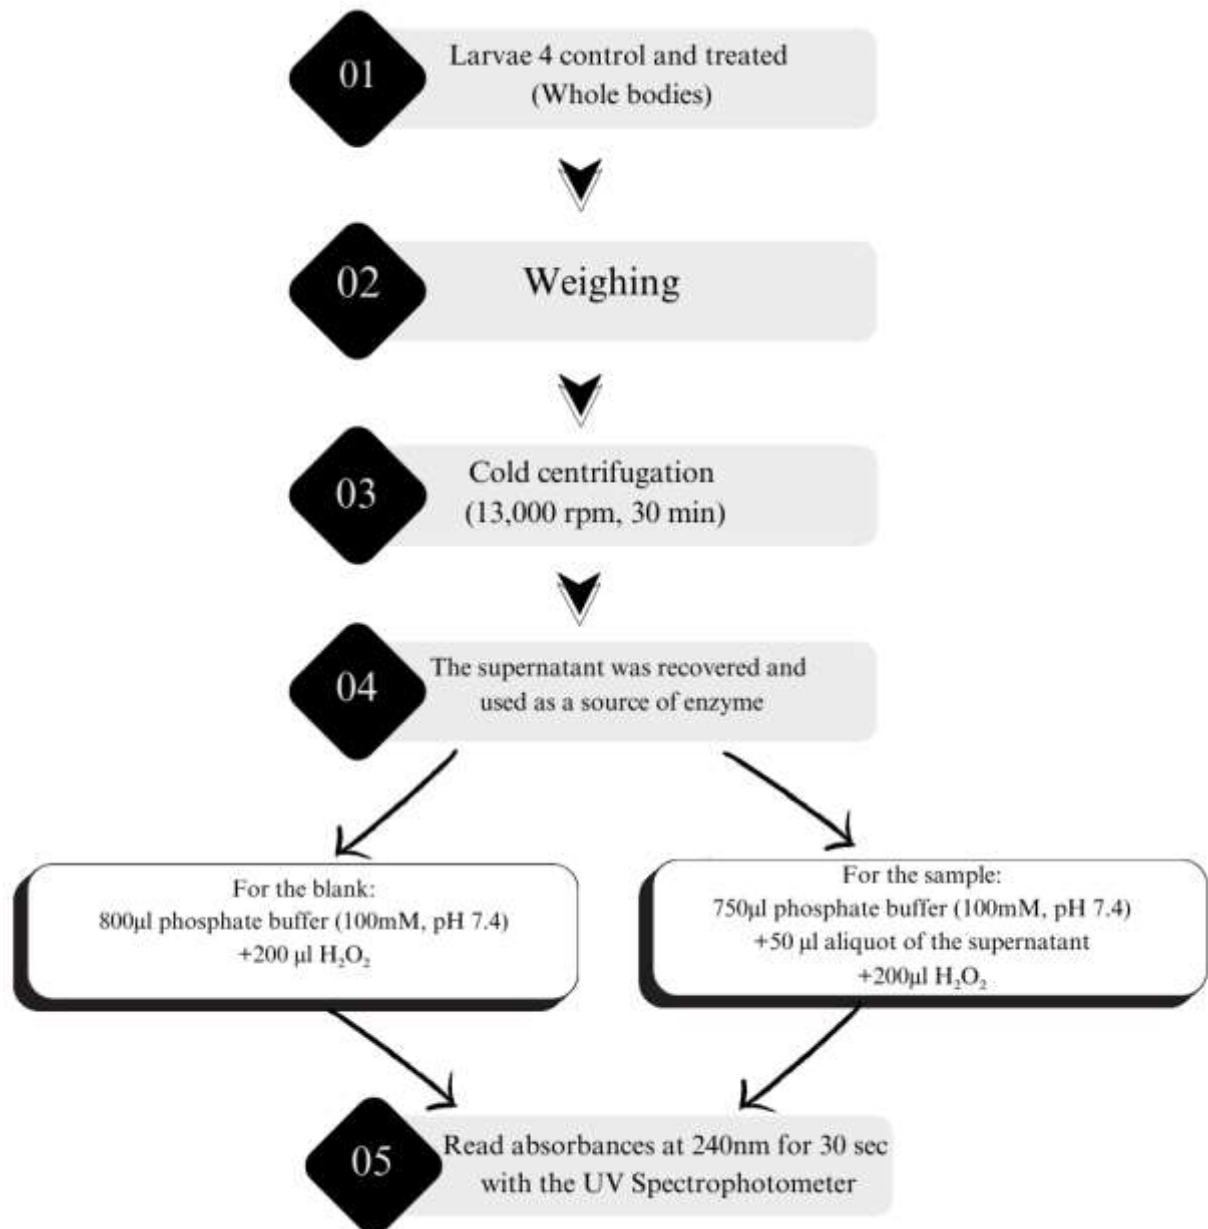 01
Larvae 4 control and treated
(Whole bodies)
02
Weighing
03
Cold centrifugation
(13,000 rpm, 30 min)
04
The supernatant was recovered and
used as a source of enzyme
For the blank:
800µl phosphate buffer (100mM, pH 7.4)
+200 µl H₂O₂
For the sample:
750µl phosphate buffer (100mM, pH 7.4)
+50 µl aliquot of the supernatant
+200µl H₂O₂
05
Read absorbances at 240nm for 30 sec
with the UV Spectrophotometer